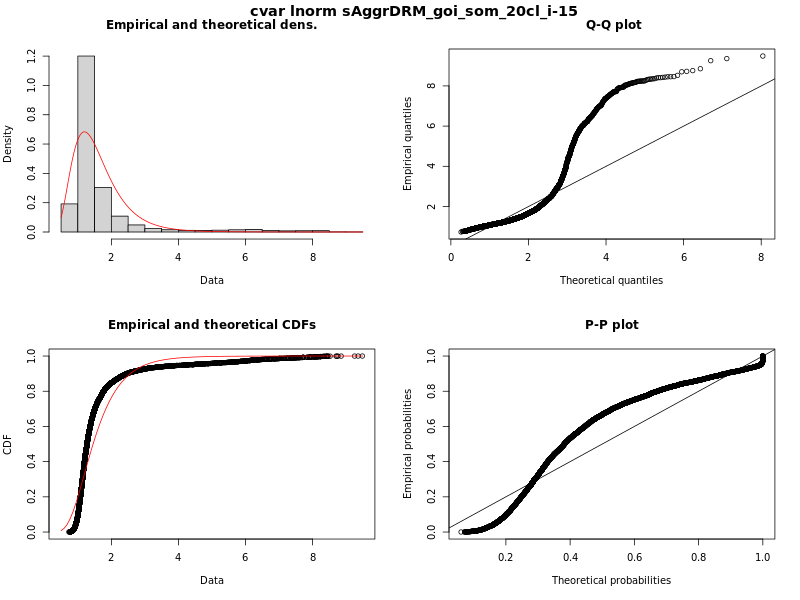 cvar lnorm sAggrDRM_goi_som_20cl_i-15
Empirical and theoretical dens.
Density
0.0 0.2 0.4 0.6 0.8 1.0 1.2
2 4 6 8
Data
Q-Q plot
Empirical quantiles
2 4 6 8
0 2 4 6 8
Theoretical quantiles
Empirical and theoretical CDFs
CDF
0.0 0.2 0.4 0.6 0.8 1.0
2 4 6 8
Data
P-P plot
Empirical probabilities
0.0 0.2 0.4 0.6 0.8 1.0
0.2 0.4 0.6 0.8 1.0
Theoretical probabilities